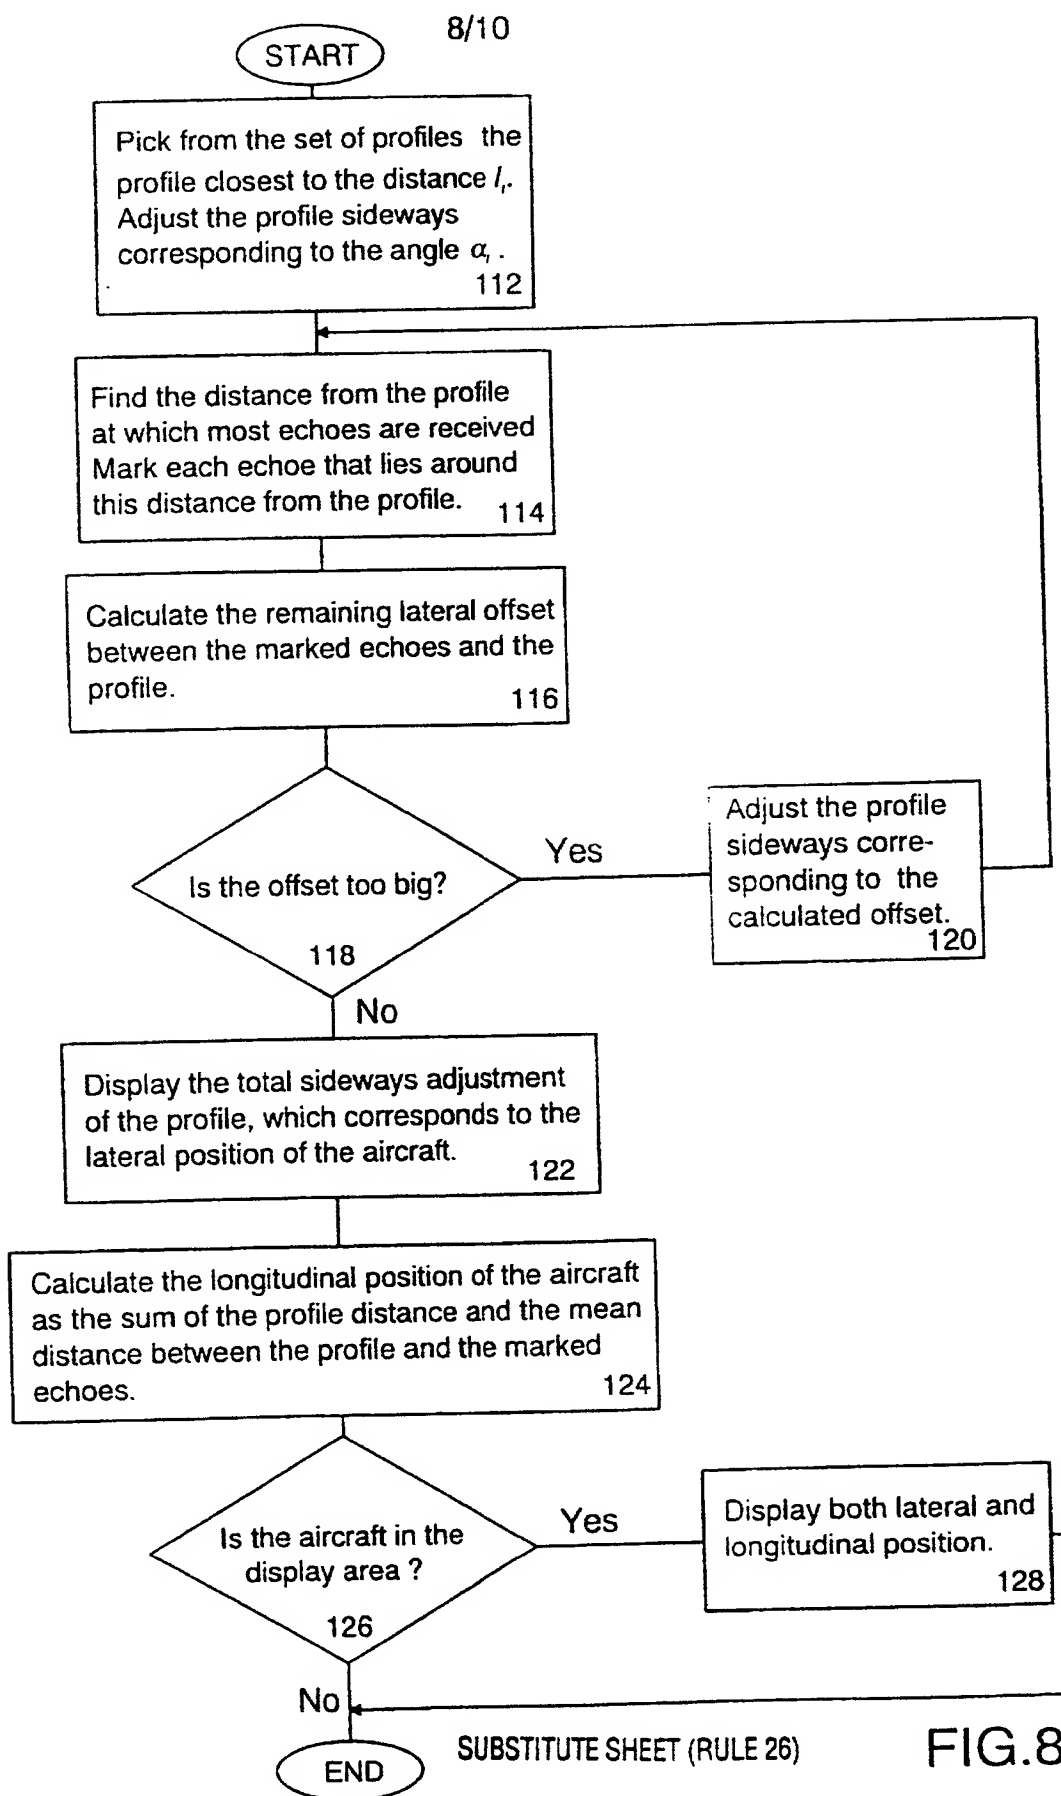 8/10
START
Pick from the set of profiles the
profile closest to the distance lᵢ.
Adjust the profile sideways
corresponding to the angle αᵢ.
112
Find the distance from the profile
at which most echoes are received
Mark each echoe that lies around
this distance from the profile.
114
Calculate the remaining lateral offset
between the marked echoes and the
profile.
116
Is the offset too big?
118
Yes
Adjust the profile
sideways corre-
sponding to the
calculated offset.
120
No
Display the total sideways adjustment
of the profile, which corresponds to the
lateral position of the aircraft.
122
Calculate the longitudinal position of the aircraft
as the sum of the profile distance and the mean
distance between the profile and the marked
echoes.
124
Is the aircraft in the
display area ?
126
Yes
Display both lateral and
longitudinal position.
128
No
END
SUBSTITUTE SHEET (RULE 26)
FIG.8